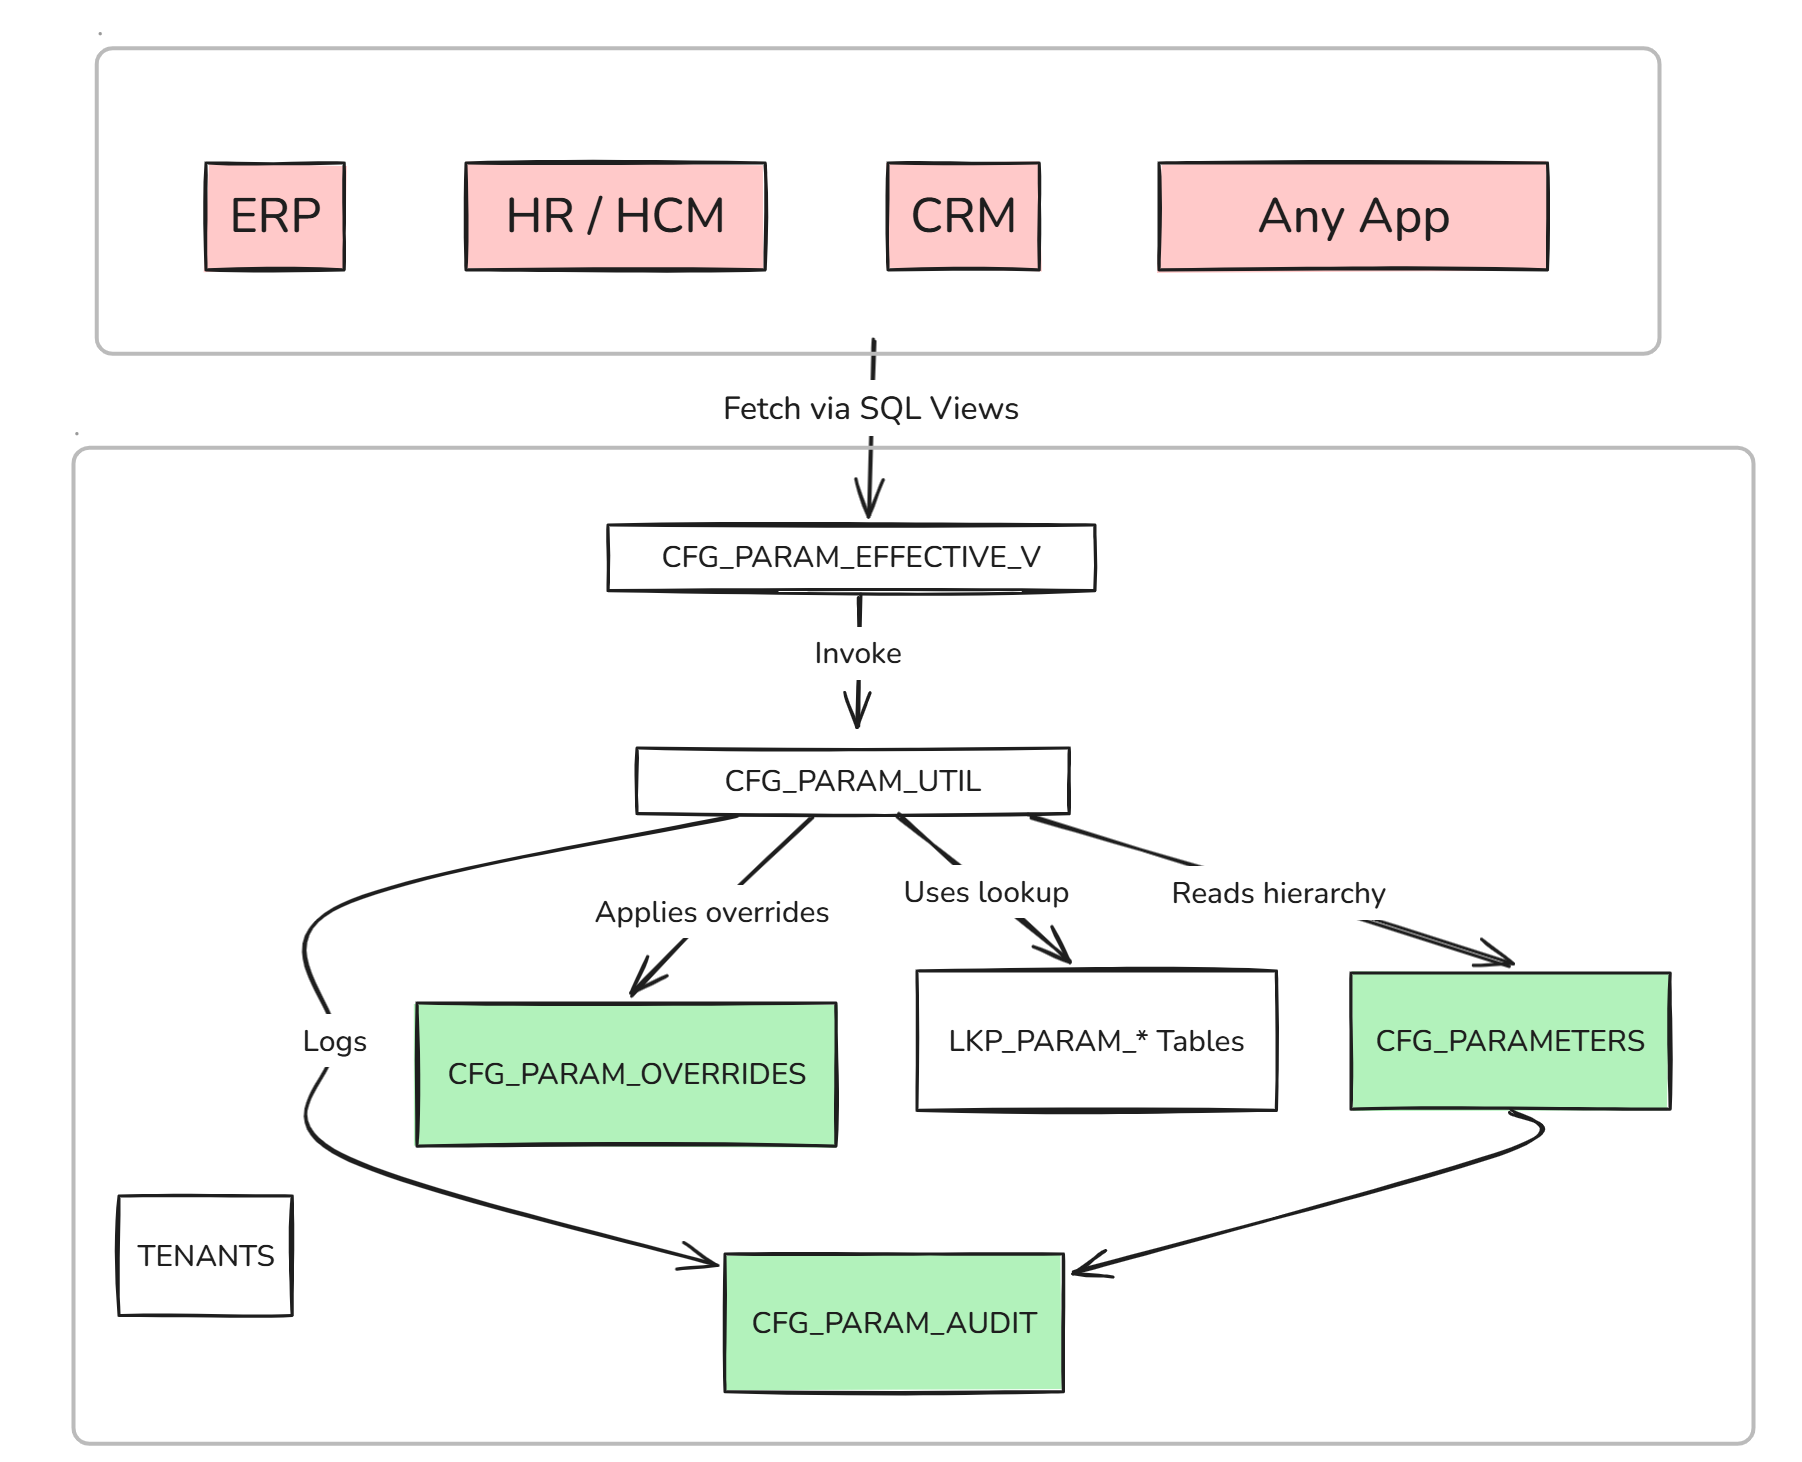 ERP
HR / HCM
CRM
Any App
Fetch via SQL Views
CFG_PARAM_EFFECTIVE_V
Invoke
CFG_PARAM_UTIL
Applies overrides
Uses lookup
Reads hierarchy
Logs
CFG_PARAM_OVERRIDES
LKP_PARAM_* Tables
CFG_PARAMETERS
TENANTS
CFG_PARAM_AUDIT